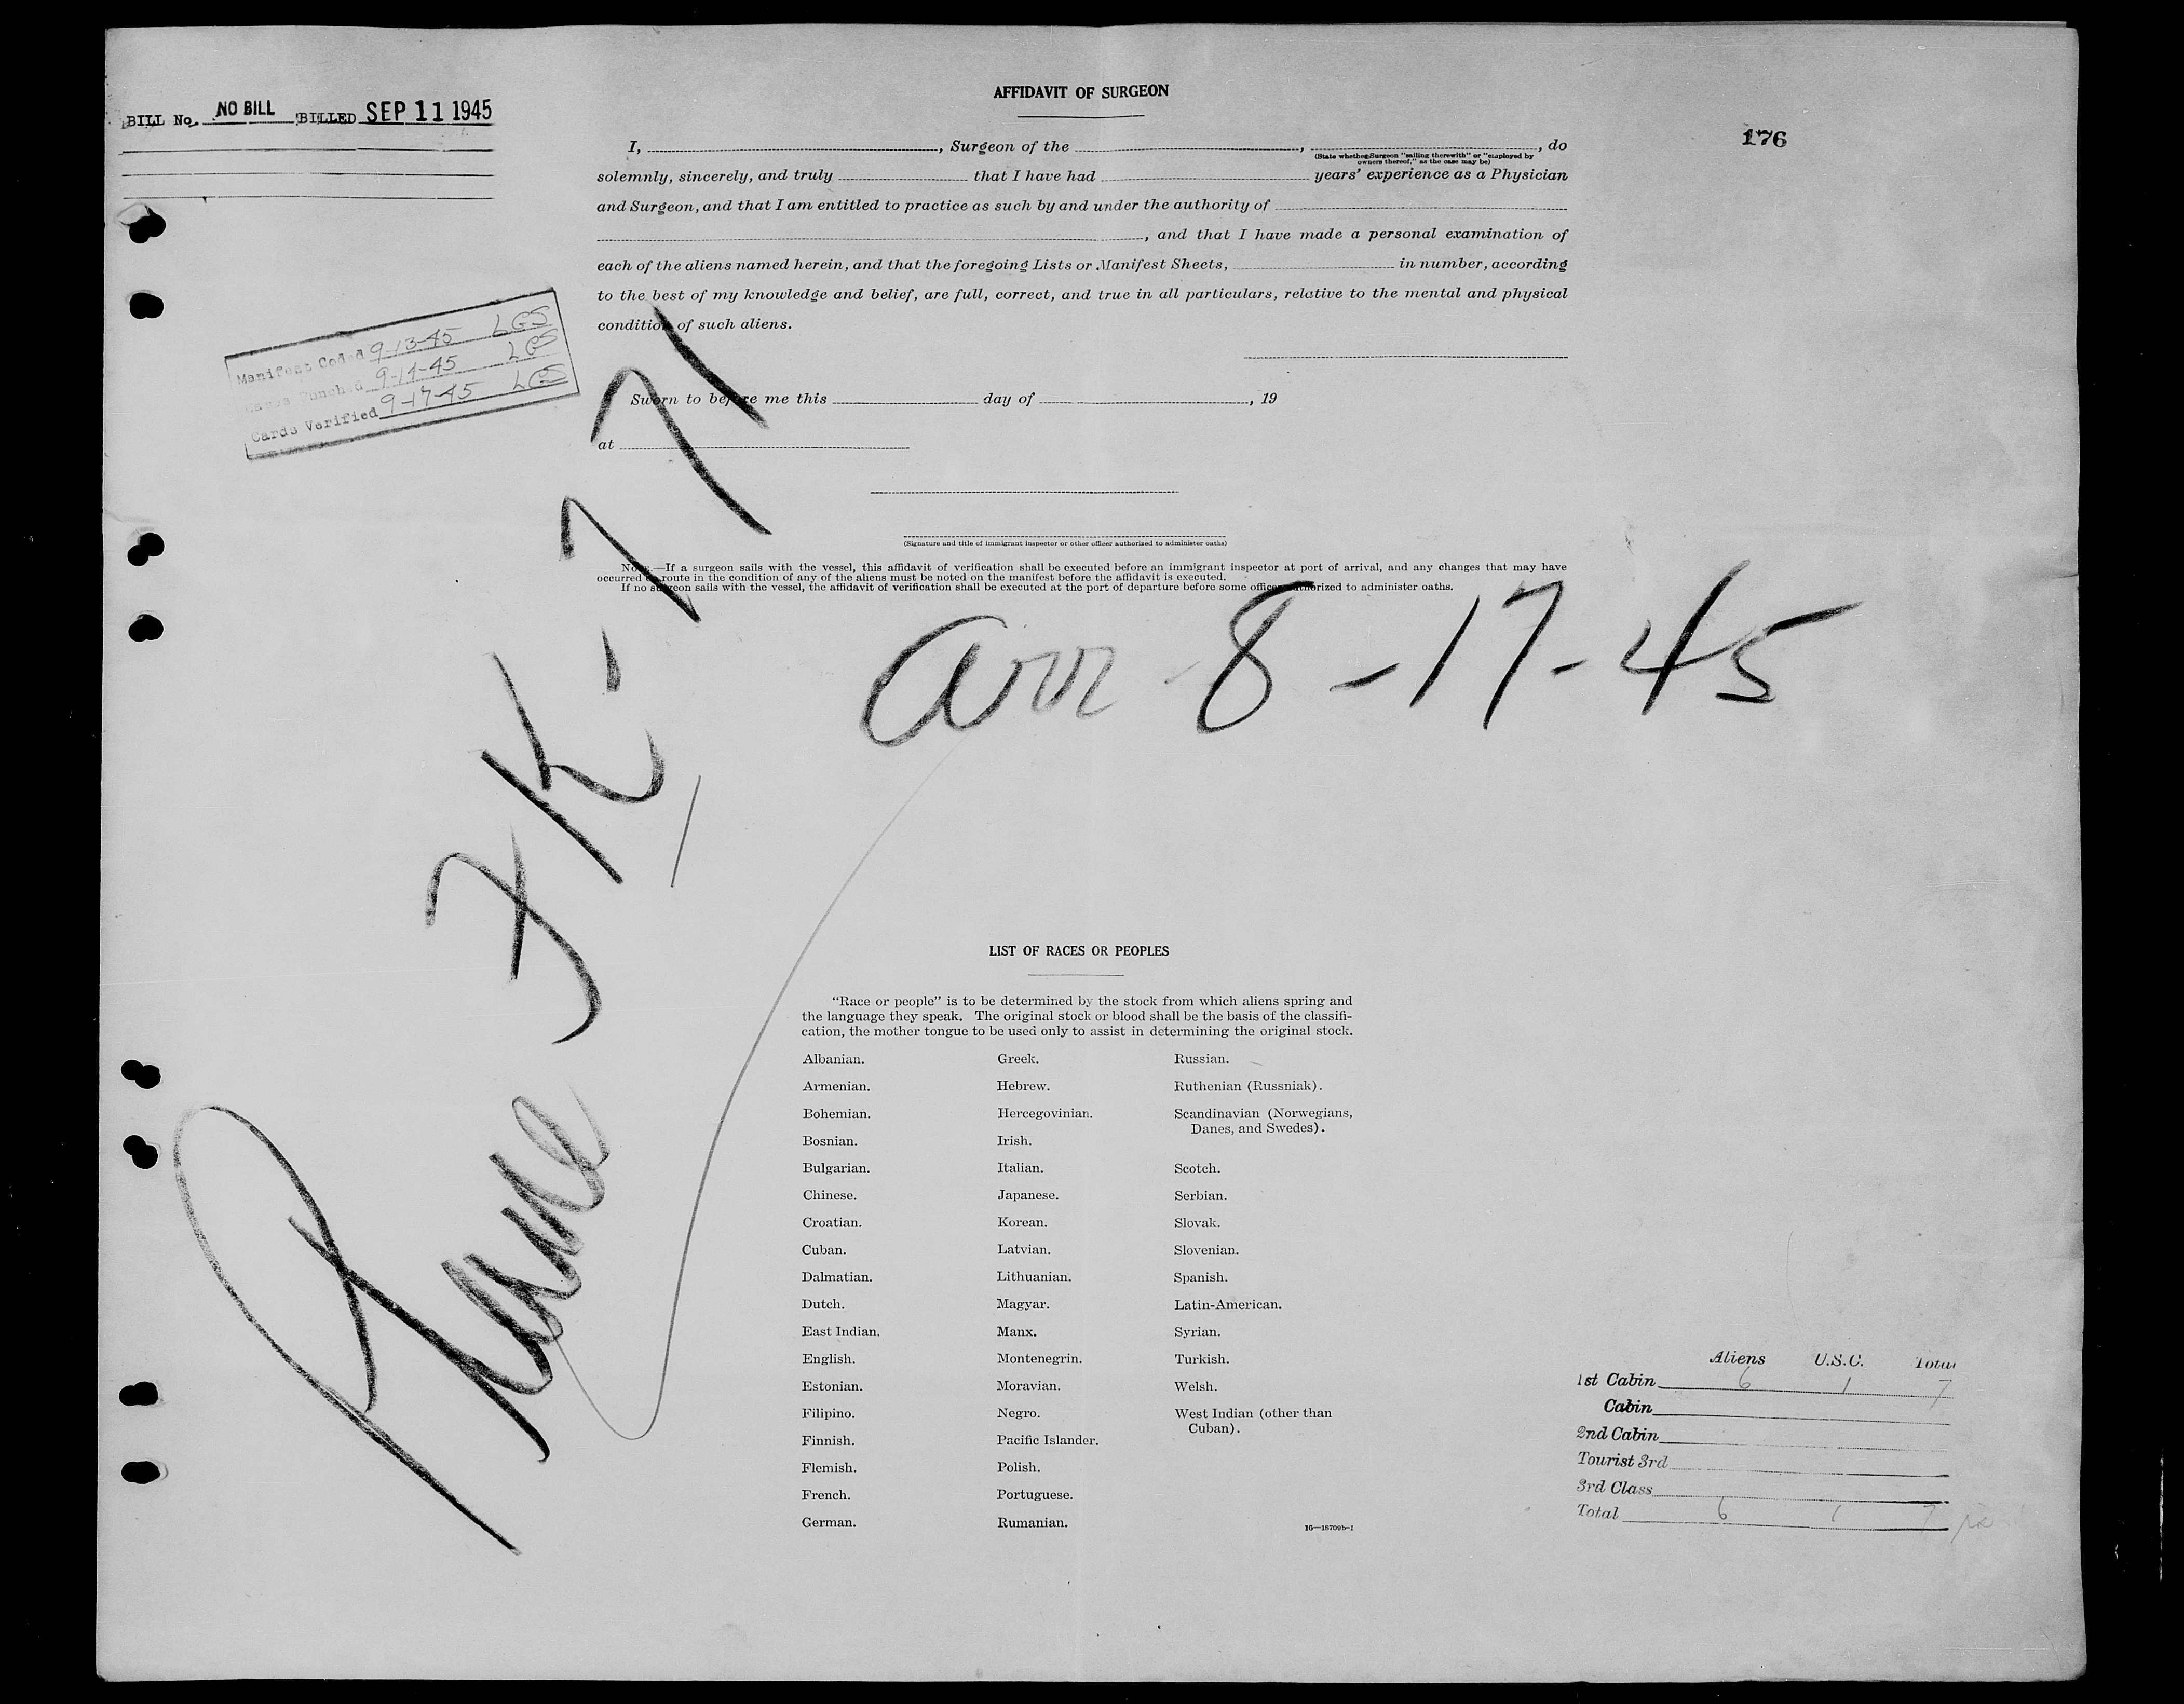 BILL No. NO BILL BILLED SEP 11 1945
AFFIDAVIT OF SURGEON
176
I, , Surgeon of the , , do
(State whether Surgeon "sailing therewith" or "employed by
owners thereof," as the case may be)
solemnly, sincerely, and truly that I have had years' experience as a Physician
and Surgeon, and that I am entitled to practice as such by and under the authority of
, and that I have made a personal examination of
each of the aliens named herein, and that the foregoing Lists or Manifest Sheets, in number, according
to the best of my knowledge and belief, are full, correct, and true in all particulars, relative to the mental and physical
condition of such aliens.
Manifest Coded 9-13-45 LGS
Cards Punched 9-14-45 LGS
Cards Verified 9-17-45 LGS
Sworn to before me this day of , 19
at
(Signature and title of immigrant inspector or other officer authorized to administer oaths)
NOTE.—If a surgeon sails with the vessel, this affidavit of verification shall be executed before an immigrant inspector at port of arrival, and any changes that may have
occurred en route in the condition of any of the aliens must be noted on the manifest before the affidavit is executed.
If no surgeon sails with the vessel, the affidavit of verification shall be executed at the port of departure before some officer authorized to administer oaths.
Plane JK-771
arr 8-17-45
LIST OF RACES OR PEOPLES
"Race or people" is to be determined by the stock from which aliens spring and
the language they speak. The original stock or blood shall be the basis of the classifi-
cation, the mother tongue to be used only to assist in determining the original stock.
Albanian.
Armenian.
Bohemian.
Bosnian.
Bulgarian.
Chinese.
Croatian.
Cuban.
Dalmatian.
Dutch.
East Indian.
English.
Estonian.
Filipino.
Finnish.
Flemish.
French.
German.
Greek.
Hebrew.
Hercegovinian.
Irish.
Italian.
Japanese.
Korean.
Latvian.
Lithuanian.
Magyar.
Manx.
Montenegrin.
Moravian.
Negro.
Pacific Islander.
Polish.
Portuguese.
Rumanian.
Russian.
Ruthenian (Russniak).
Scandinavian (Norwegians,
Danes, and Swedes).
Scotch.
Serbian.
Slovak.
Slovenian.
Spanish.
Latin-American.
Syrian.
Turkish.
Welsh.
West Indian (other than
Cuban).
16—18709b-1
Aliens U.S.C. Total
1st Cabin 6 1 7
Cabin
2nd Cabin
Tourist 3rd
3rd Class
Total 6 1 7